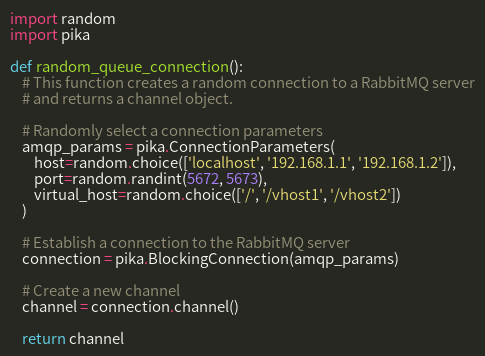 import random
import pika

def random_queue_connection():
    # This function creates a random connection to a RabbitMQ server
    # and returns a channel object.

    # Randomly select a connection parameters
    amqp_params = pika.ConnectionParameters(
        host=random.choice(['localhost', '192.168.1.1', '192.168.1.2']),
        port=random.randint(5672, 5673),
        virtual_host=random.choice(['/', '/vhost1', '/vhost2'])
    )

    # Establish a connection to the RabbitMQ server
    connection = pika.BlockingConnection(amqp_params)

    # Create a new channel
    channel = connection.channel()

    return channel